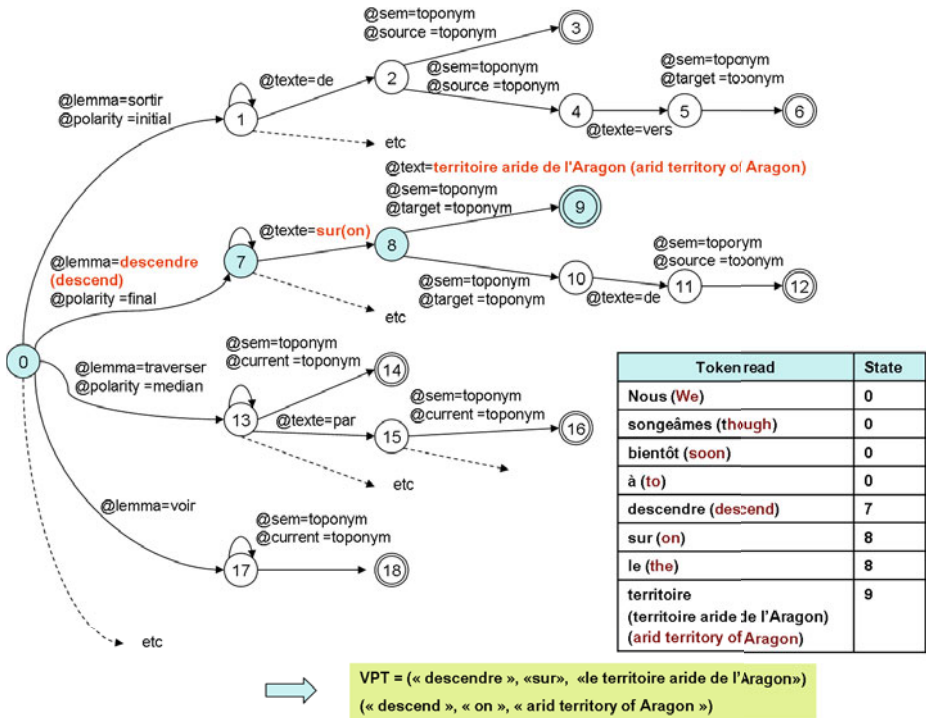 @sem=toponym
@source =toponym
3
@texte=de
2
@sem=toponym
@source =toponym
@sem=toponym
@target =toponym
@lemma=sortir
@polarity =initial
1
4
5
6
@texte=vers
etc
@text=territoire aride de l'Aragon (arid territory of Aragon)
@sem=toponym
@target =toponym
9
@texte=sur(on)
8
@lemma=descendre
(descend)
@polarity =final
7
@sem=toponym
@target =toponym
10
@texte=de
@sem=toponym
@source =toponym
11
12
etc
0
@lemma=traverser
@polarity =median
@sem=toponym
@current =toponym
14
13
@texte=par
15
@sem=toponym
@current =toponym
16
etc
@lemma=voir
@sem=toponym
@current =toponym
17
18
etc
Token read State
Nous (We) 0
songeâmes (though) 0
bientôt (soon) 0
à (to) 0
descendre (descend) 7
sur (on) 8
le (the) 8
territoire 9
(territoire aride de l'Aragon)
(arid territory of Aragon)
VPT = (« descendre », «sur», «le territoire aride de l'Aragon»)
(« descend », « on », « arid territory of Aragon »)